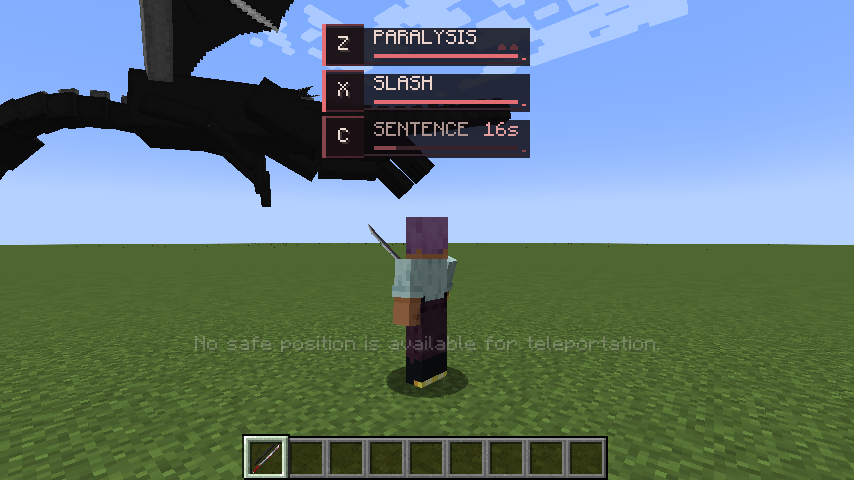 Z PARALYSIS
X SLASH
C SENTENCE 16s
No safe position is available for teleportation.